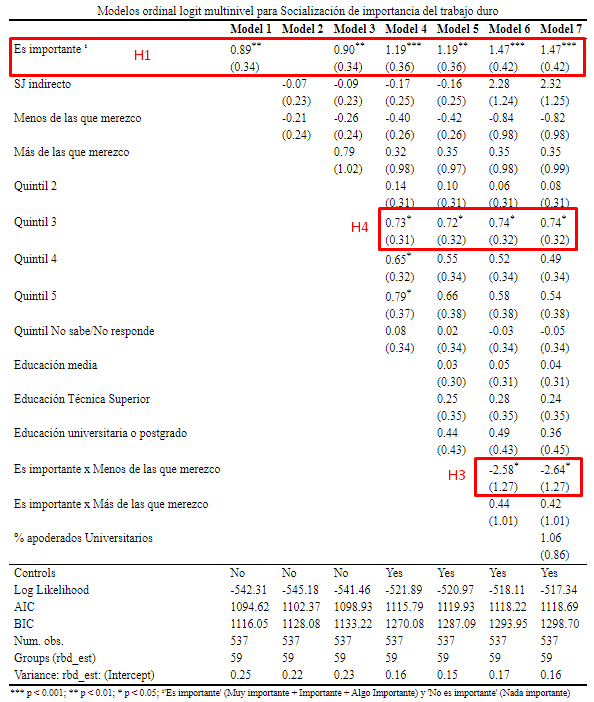 Modelos ordinal logit multinivel para Socialización de importancia del trabajo duro
Model 1 Model 2 Model 3 Model 4 Model 5 Model 6 Model 7
Es importante ¹ H1 0.89** 0.90** 1.19*** 1.19** 1.47*** 1.47***
(0.34) (0.34) (0.36) (0.36) (0.42) (0.42)
SJ indirecto -0.07 -0.09 -0.17 -0.16 2.28 2.32
(0.23) (0.23) (0.25) (0.25) (1.24) (1.25)
Menos de las que merezco -0.21 -0.26 -0.40 -0.42 -0.84 -0.82
(0.24) (0.24) (0.26) (0.26) (0.98) (0.98)
Más de las que merezco 0.79 0.32 0.35 0.35 0.35
(1.02) (0.98) (0.97) (0.98) (0.99)
Quintil 2 0.14 0.10 0.06 0.08
(0.31) (0.31) (0.31) (0.31)
Quintil 3 H4 0.73* 0.72* 0.74* 0.74*
(0.31) (0.32) (0.32) (0.32)
Quintil 4 0.65* 0.55 0.52 0.49
(0.32) (0.34) (0.34) (0.34)
Quintil 5 0.79* 0.66 0.58 0.54
(0.37) (0.38) (0.38) (0.38)
Quintil No sabe/No responde 0.08 0.02 -0.03 -0.05
(0.34) (0.34) (0.34) (0.34)
Educación media 0.03 0.05 0.04
(0.30) (0.31) (0.31)
Educación Técnica Superior 0.25 0.28 0.24
(0.35) (0.35) (0.35)
Educación universitaria o postgrado 0.44 0.49 0.36
(0.43) (0.43) (0.45)
Es importante x Menos de las que merezco H3 -2.58* -2.64*
(1.27) (1.27)
Es importante x Más de las que merezco 0.44 0.42
(1.01) (1.01)
% apoderados Universitarios 1.06
(0.86)
Controls No No No Yes Yes Yes Yes
Log Likelihood -542.31 -545.18 -541.46 -521.89 -520.97 -518.11 -517.34
AIC 1094.62 1102.37 1098.93 1115.79 1119.93 1118.22 1118.69
BIC 1116.05 1128.08 1133.22 1270.08 1287.09 1293.95 1298.70
Num. obs. 537 537 537 537 537 537 537
Groups (rbd_est) 59 59 59 59 59 59 59
Variance: rbd_est: (Intercept) 0.25 0.22 0.23 0.16 0.15 0.17 0.16
*** p < 0.001; ** p < 0.01; * p < 0.05; ¹'Es importante' (Muy importante + Importante + Algo Importante) y 'No es importante' (Nada importante)